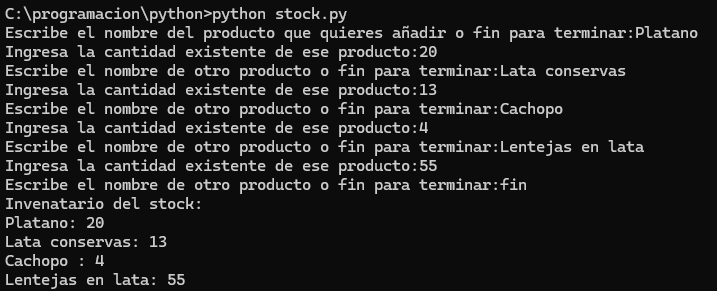 C:\programacion\python>python stock.py
Escribe el nombre del producto que quieres añadir o fin para terminar:Platano
Ingresa la cantidad existente de ese producto:20
Escribe el nombre de otro producto o fin para terminar:Lata conservas
Ingresa la cantidad existente de ese producto:13
Escribe el nombre de otro producto o fin para terminar:Cachopo
Ingresa la cantidad existente de ese producto:4
Escribe el nombre de otro producto o fin para terminar:Lentejas en lata
Ingresa la cantidad existente de ese producto:55
Escribe el nombre de otro producto o fin para terminar:fin
Invenatario del stock:
Platano: 20
Lata conservas: 13
Cachopo : 4
Lentejas en lata: 55